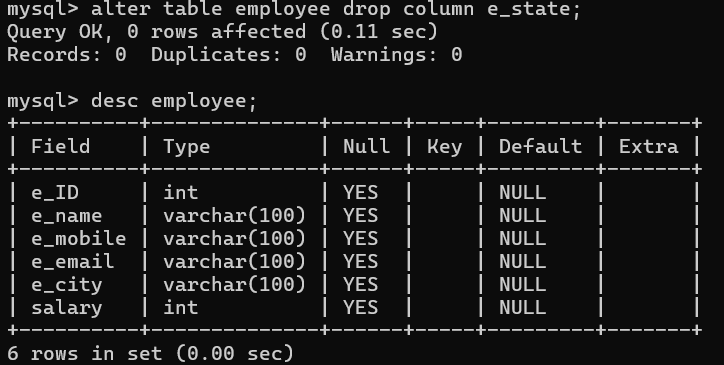 mysql> alter table employee drop column e_state;
Query OK, 0 rows affected (0.11 sec)
Records: 0  Duplicates: 0  Warnings: 0

mysql> desc employee;
+----------+--------------+------+-----+---------+-------+
| Field    | Type         | Null | Key | Default | Extra |
+----------+--------------+------+-----+---------+-------+
| e_ID     | int          | YES  |     | NULL    |       |
| e_name   | varchar(100) | YES  |     | NULL    |       |
| e_mobile | varchar(100) | YES  |     | NULL    |       |
| e_email  | varchar(100) | YES  |     | NULL    |       |
| e_city   | varchar(100) | YES  |     | NULL    |       |
| salary   | int          | YES  |     | NULL    |       |
+----------+--------------+------+-----+---------+-------+
6 rows in set (0.00 sec)